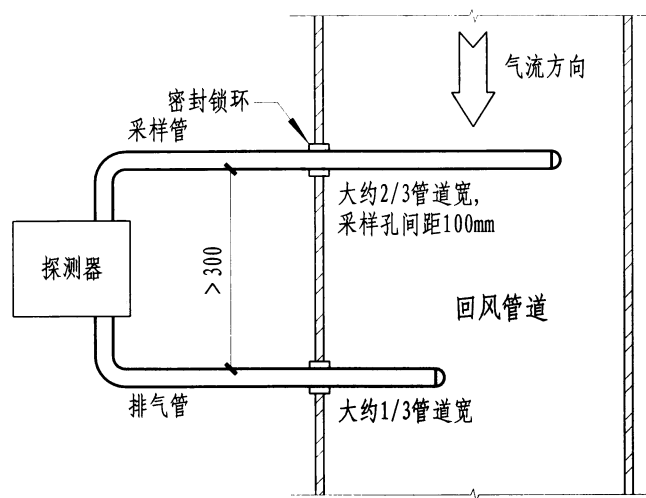 气流方向
密封锁环
采样管
大约2/3管道宽,
采样孔间距100mm
探测器
>300
回风管道
排气管
大约1/3管道宽